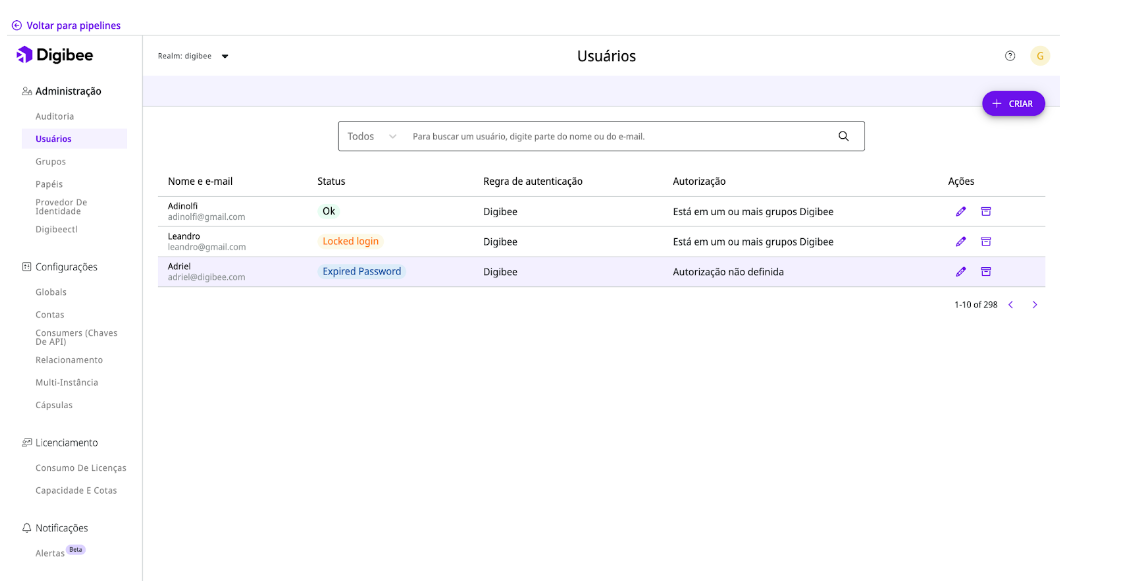 Voltar para pipelines
Digibee
Realm: digibee
Usuários
G
Administração
Auditoria
Usuários
Grupos
Papéis
Provedor De
Identidade
Digibeectl
Configurações
Globals
Contas
Consumers (Chaves
De API)
Relacionamento
Multi-Instância
Cápsulas
Licenciamento
Consumo De Licenças
Capacidade E Cotas
Notificações
Alertas Beta
CRIAR
Todos Para buscar um usuário, digite parte do nome ou do e-mail.
Nome e e-mail Status Regra de autenticação Autorização Ações
Adinolfi
adinolfi@gmail.com
Ok Digibee Está em um ou mais grupos Digibee
Leandro
leandro@gmail.com
Locked login Digibee Está em um ou mais grupos Digibee
Adriel
adriel@digibee.com
Expired Password Digibee Autorização não definida
1-10 of 298